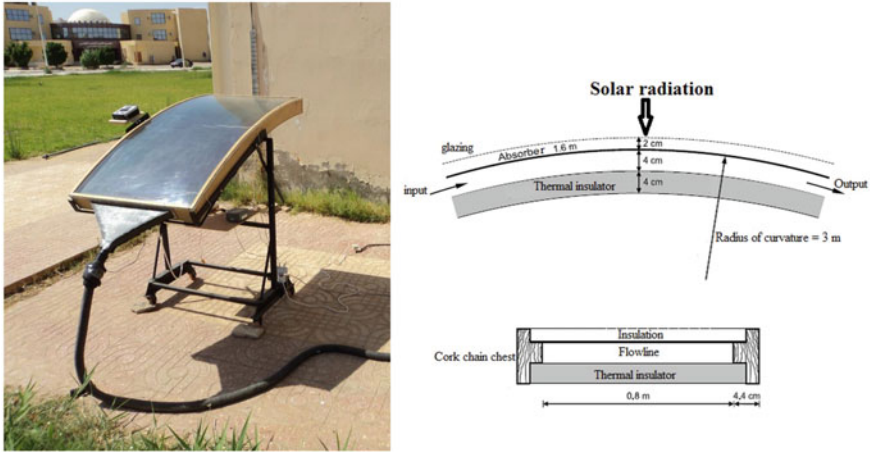 Solar radiation
glazing
Absorber 1.6 m
2 cm
4 cm
4 cm
input
Output
Thermal insulator
Radius of curvature = 3 m
Insulation
Cork chain chest
Flowline
Thermal insulator
0,8 m
4,4 cm